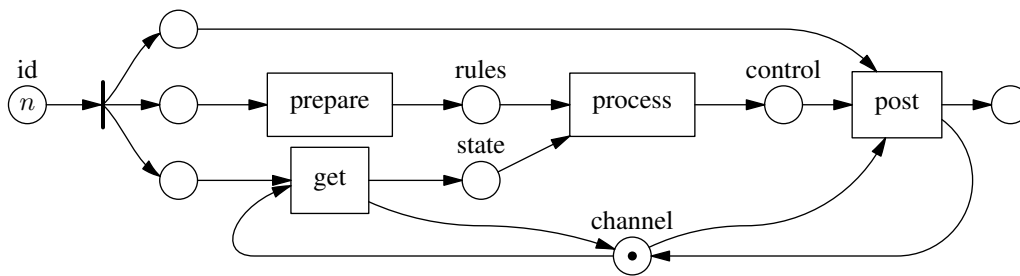 id
n
prepare
rules
process
control
post
get
state
channel